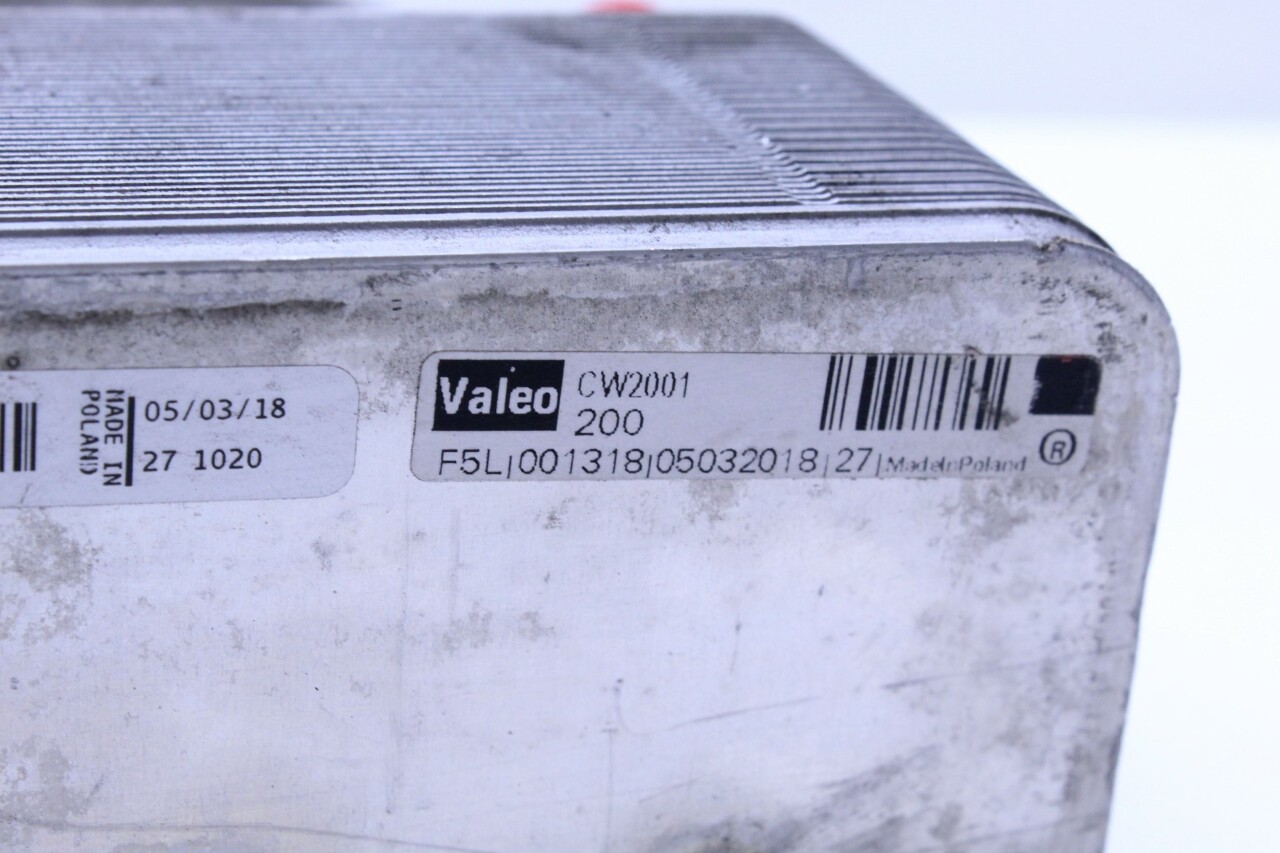 MADE IN
POLAND
05/03/18
27 1020
Valeo
CW2001
200
F5L|001318|05032018|27|MadeInPoland
®